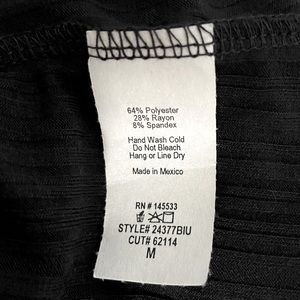 64% Polyester
28% Rayon
8% Spandex
Hand Wash Cold
Do Not Bleach
Hang or Line Dry
Made in Mexico
RN # 145533
STYLE# 24377BIU
CUT# 62114
M